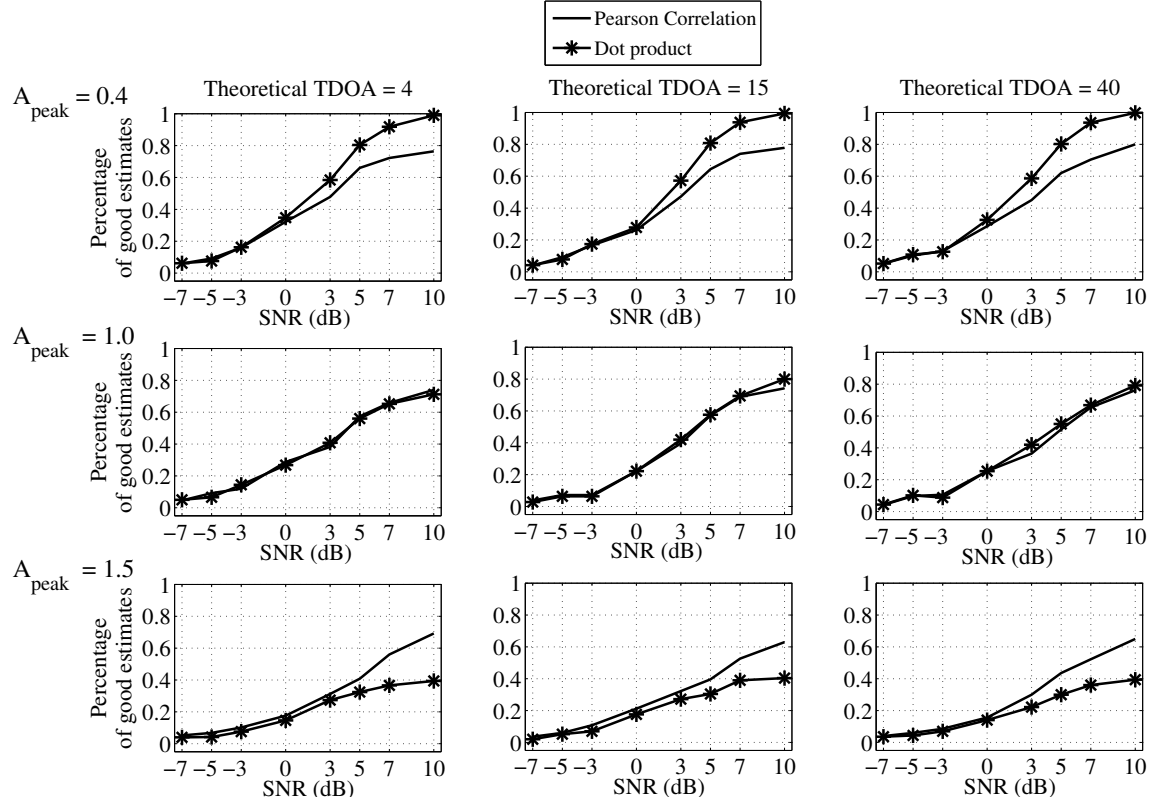 Pearson Correlation
Dot product
A_peak = 0.4
Theoretical TDOA = 4
Theoretical TDOA = 15
Theoretical TDOA = 40
Percentage
of good estimates
1 1 1
0.8 0.8 0.8
0.6 0.6 0.6
0.4 0.4 0.4
0.2 0.2 0.2
0 0 0
−7 −5 −3 0 3 5 7 10 −7 −5 −3 0 3 5 7 10 −7 −5 −3 0 3 5 7 10
SNR (dB) SNR (dB) SNR (dB)
A_peak = 1.0
Percentage
of good estimates
1 1 1
0.8 0.8 0.8
0.6 0.6 0.6
0.4 0.4 0.4
0.2 0.2 0.2
0 0 0
−7 −5 −3 0 3 5 7 10 −7 −5 −3 0 3 5 7 10 −7 −5 −3 0 3 5 7 10
SNR (dB) SNR (dB) SNR (dB)
A_peak = 1.5
Percentage
of good estimates
1 1 1
0.8 0.8 0.8
0.6 0.6 0.6
0.4 0.4 0.4
0.2 0.2 0.2
0 0 0
−7 −5 −3 0 3 5 7 10 −7 −5 −3 0 3 5 7 10 −7 −5 −3 0 3 5 7 10
SNR (dB) SNR (dB) SNR (dB)